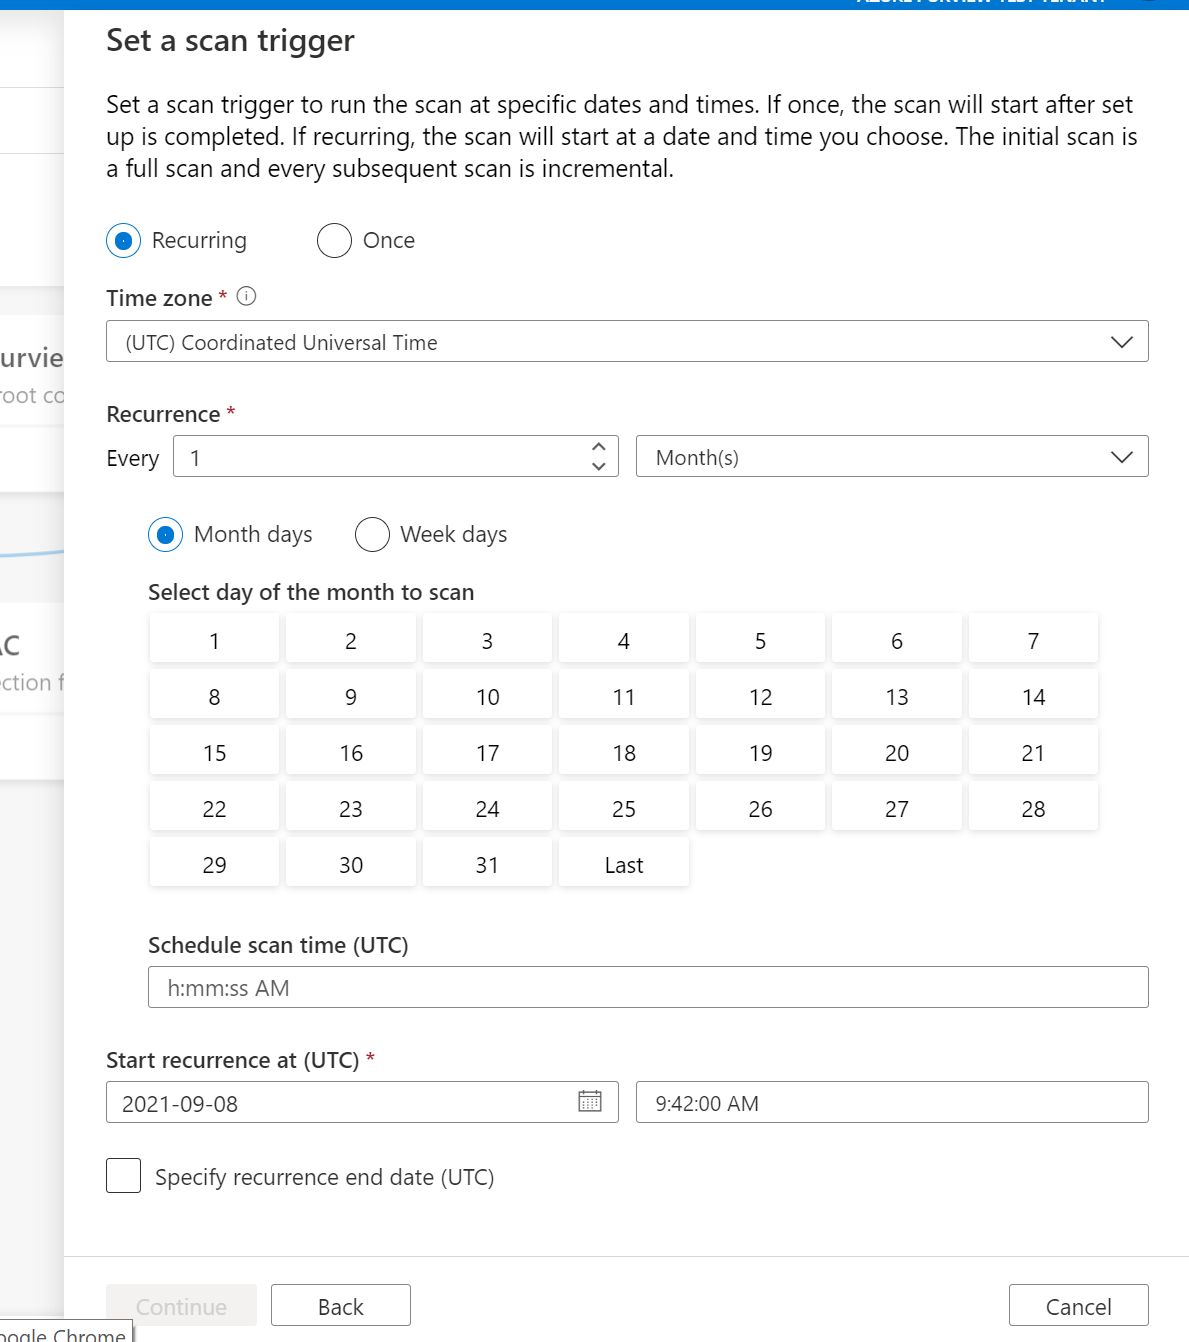 Set a scan trigger
Set a scan trigger to run the scan at specific dates and times. If once, the scan will start after set
up is completed. If recurring, the scan will start at a date and time you choose. The initial scan is
a full scan and every subsequent scan is incremental.
Recurring Once
Time zone *
(UTC) Coordinated Universal Time
Recurrence *
Every 1 Month(s)
Month days Week days
Select day of the month to scan
1 2 3 4 5 6 7
8 9 10 11 12 13 14
15 16 17 18 19 20 21
22 23 24 25 26 27 28
29 30 31 Last
Schedule scan time (UTC)
h:mm:ss AM
Start recurrence at (UTC) *
2021-09-08 9:42:00 AM
Specify recurrence end date (UTC)
Continue Back Cancel
urvie
root co
ction f
oogle Chrome